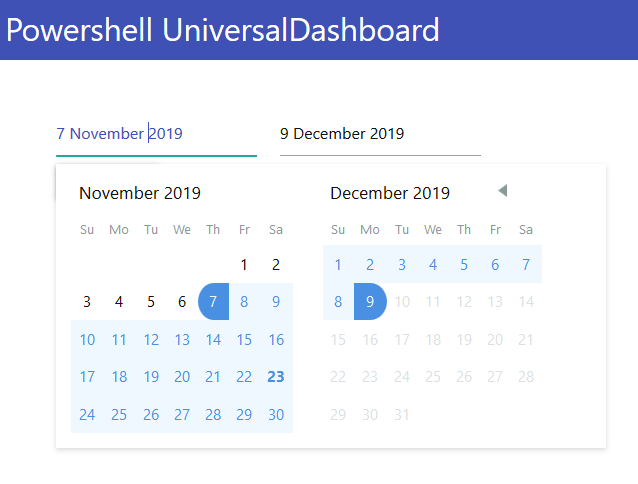 Powershell UniversalDashboard
7 November 2019 9 December 2019
November 2019 December 2019
Su Mo Tu We Th Fr Sa Su Mo Tu We Th Fr Sa
1 2 1 2 3 4 5 6 7
3 4 5 6 7 8 9 8 9 10 11 12 13 14
10 11 12 13 14 15 16 15 16 17 18 19 20 21
17 18 19 20 21 22 23 22 23 24 25 26 27 28
24 25 26 27 28 29 30 29 30 31